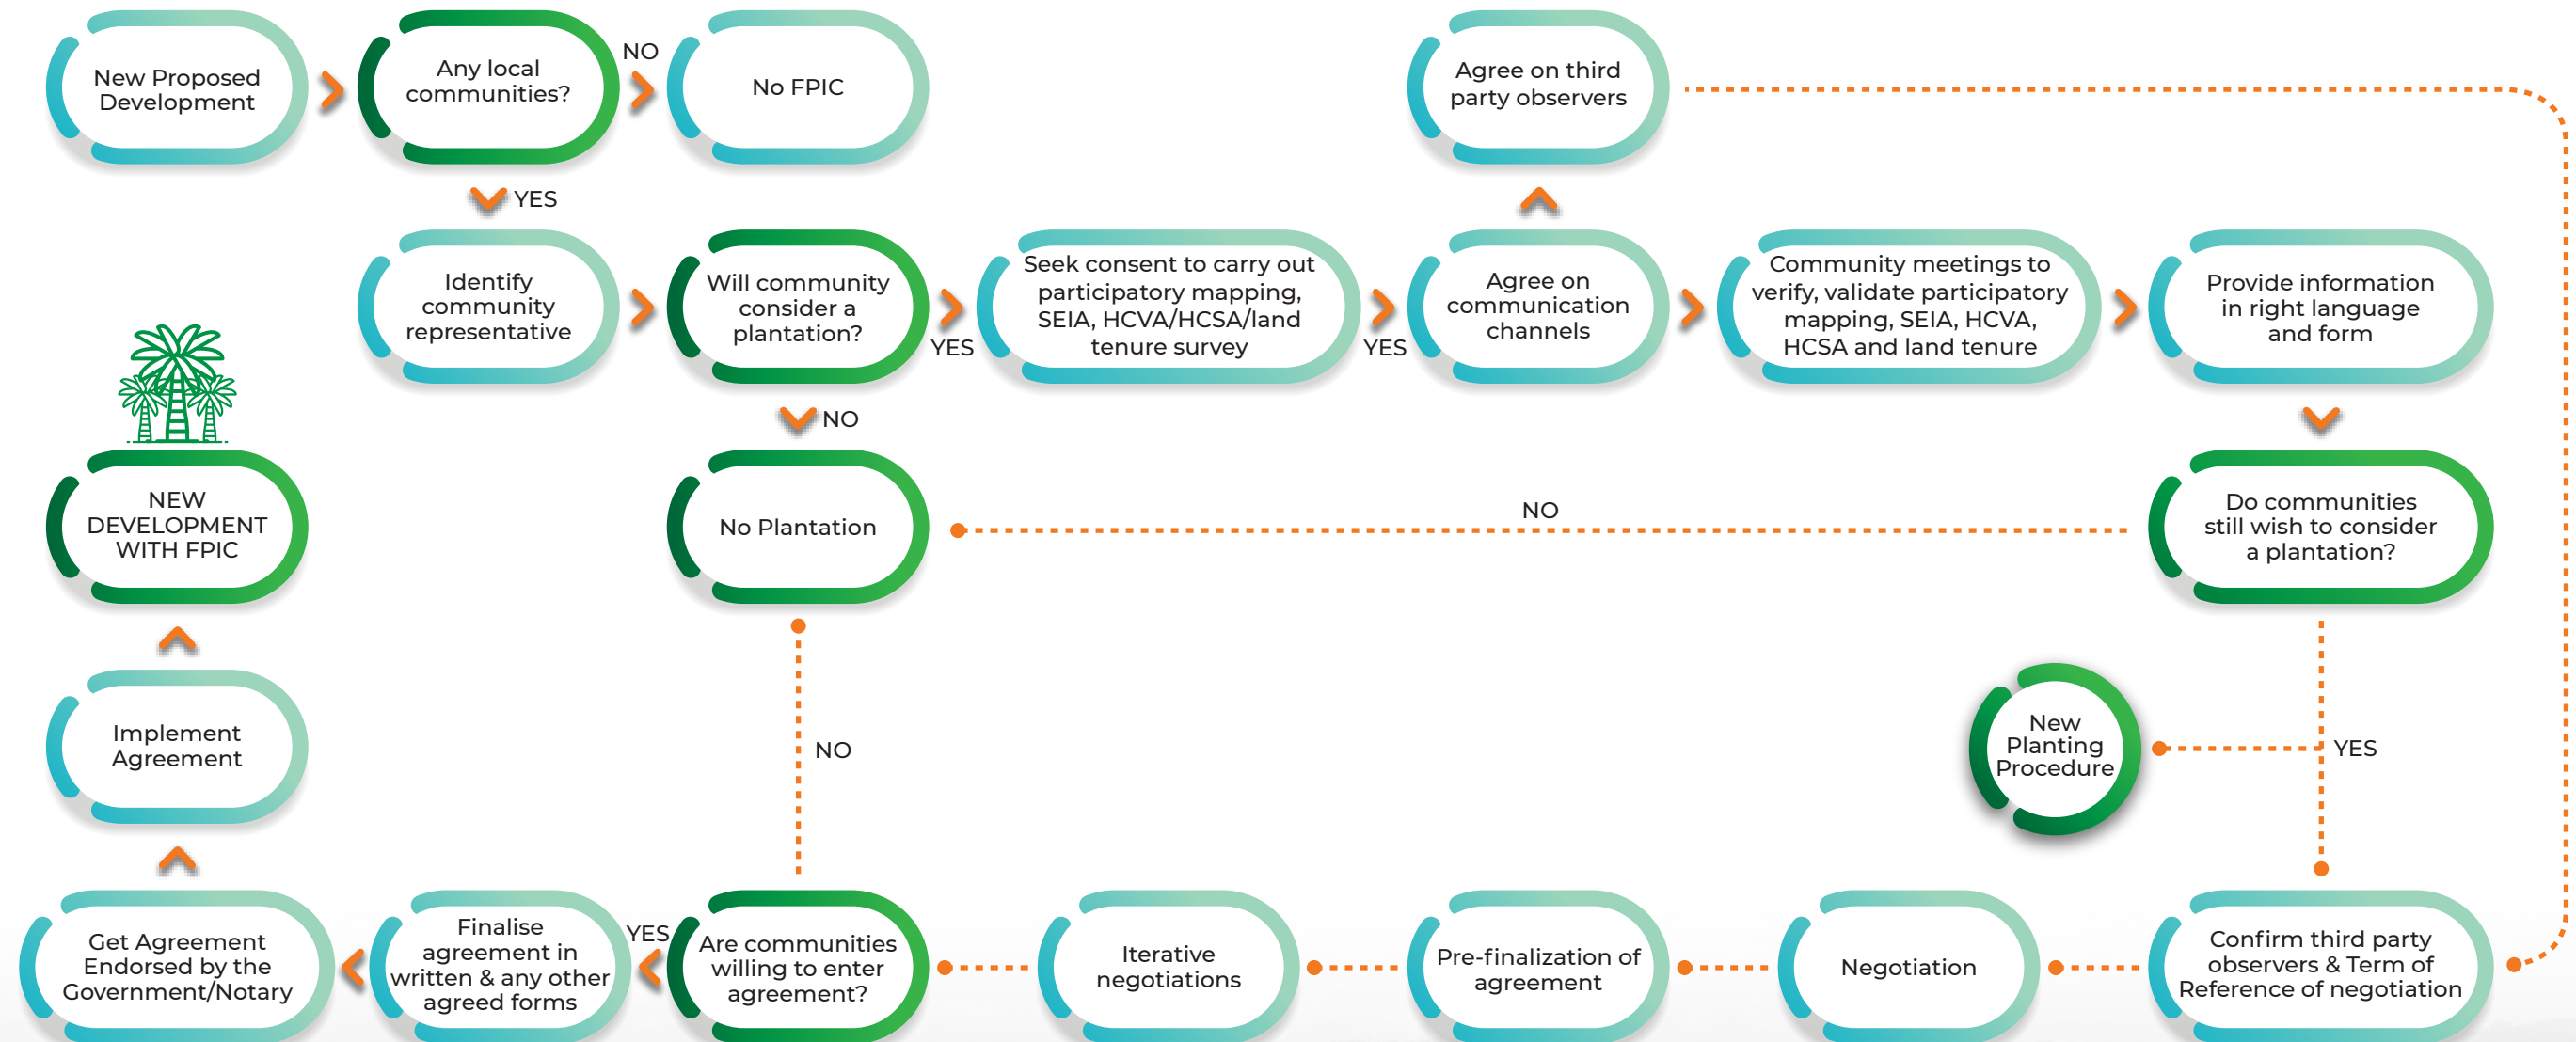 New Proposed
Development
Any local
communities?
NO
No FPIC
Agree on third
party observers
YES
Identify
community
representative
Will community
consider a
plantation?
YES
Seek consent to carry out
participatory mapping,
SEIA, HCVA/HCSA/land
tenure survey
YES
Agree on
communication
channels
Community meetings to
verify, validate participatory
mapping, SEIA, HCVA,
HCSA and land tenure
Provide information
in right language
and form
NO
NEW
DEVELOPMENT
WITH FPIC
No Plantation
NO
Do communities
still wish to consider
a plantation?
Implement
Agreement
NO
New
Planting
Procedure
YES
Get Agreement
Endorsed by the
Government/Notary
Finalise
agreement in
written & any other
agreed forms
YES
Are communities
willing to enter
agreement?
Iterative
negotiations
Pre-finalization of
agreement
Negotiation
Confirm third party
observers & Term of
Reference of negotiation